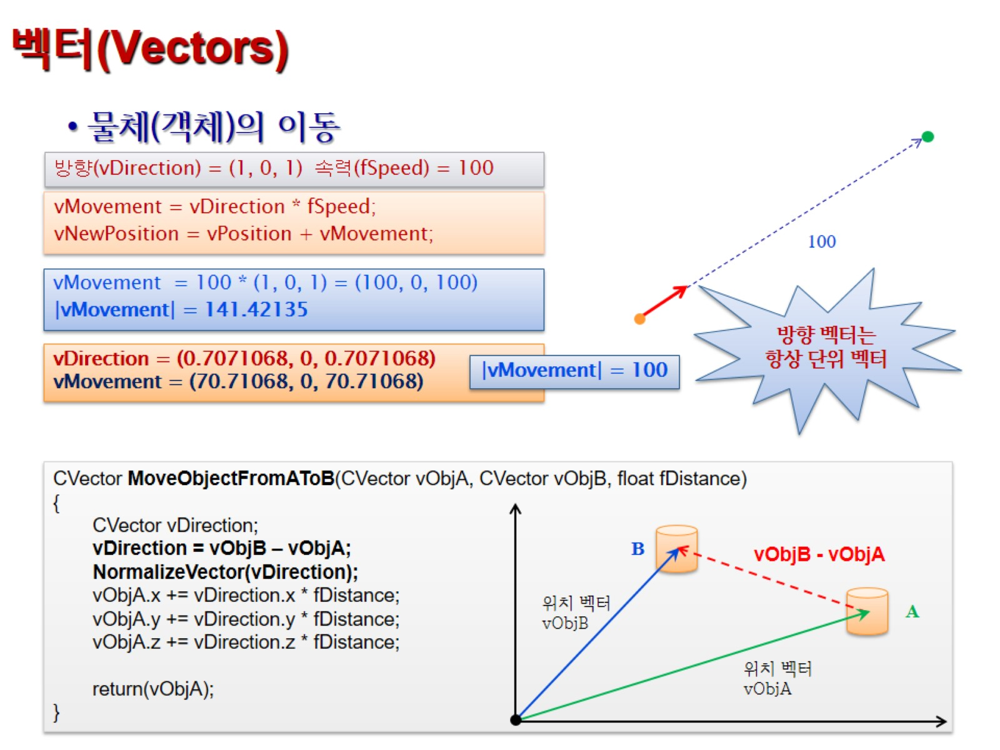 벡터(Vectors)
• 물체(객체)의 이동
방향(vDirection) = (1, 0, 1)  속력(fSpeed) = 100
vMovement = vDirection * fSpeed;
vNewPosition = vPosition + vMovement;
vMovement  = 100 * (1, 0, 1) = (100, 0, 100)
|vMovement| = 141.42135
vDirection = (0.7071068, 0, 0.7071068)
vMovement = (70.71068, 0, 70.71068)
|vMovement| = 100
100
방향 벡터는
항상 단위 벡터
CVector MoveObjectFromAToB(CVector vObjA, CVector vObjB, float fDistance)
{
CVector vDirection;
vDirection = vObjB – vObjA;
NormalizeVector(vDirection);
vObjA.x += vDirection.x * fDistance;
vObjA.y += vDirection.y * fDistance;
vObjA.z += vDirection.z * fDistance;
return(vObjA);
}
B
vObjB - vObjA
A
위치 벡터
vObjB
위치 벡터
vObjA